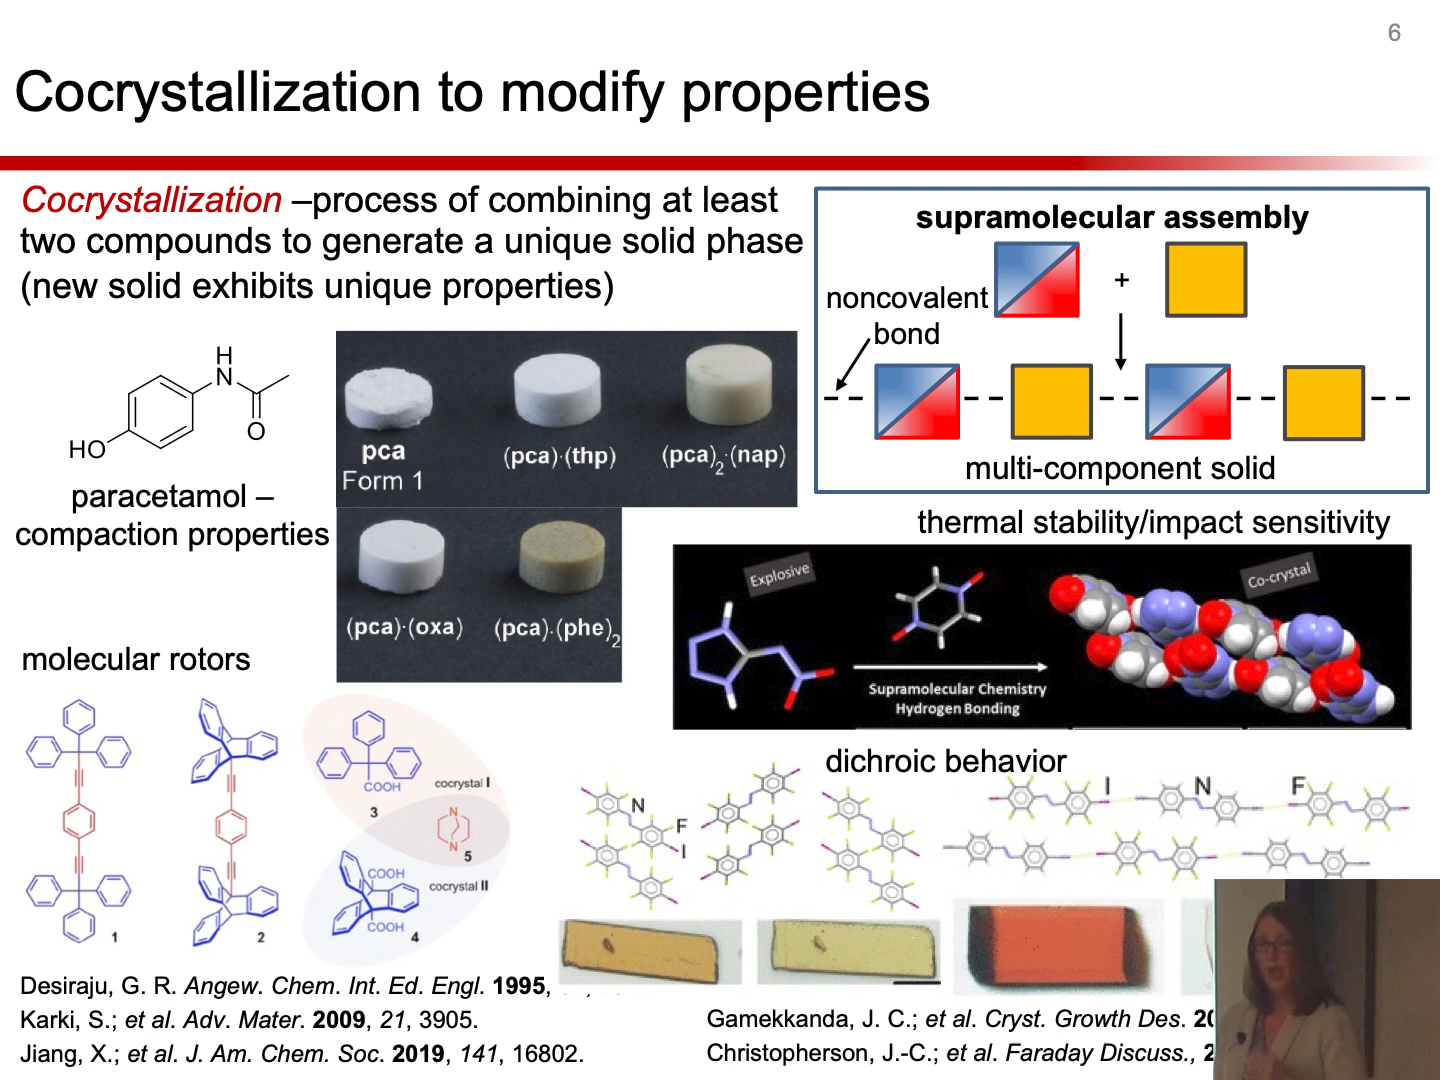 6
Cocrystallization to modify properties
Cocrystallization –process of combining at least
two compounds to generate a unique solid phase
(new solid exhibits unique properties)
supramolecular assembly
+
noncovalent
bond
multi-component solid
H
N
O
HO
paracetamol –
compaction properties
pca
Form 1
(pca)·(thp)
(pca)2·(nap)
(pca)·(oxa)
(pca)·(phe)2
thermal stability/impact sensitivity
Explosive
Co-crystal
Supramolecular Chemistry
Hydrogen Bonding
molecular rotors
1
2
COOH
3
cocrystal I
N
N
5
COOH
cocrystal II
COOH
4
dichroic behavior
N
F
I
I
N
F
Desiraju, G. R. Angew. Chem. Int. Ed. Engl. 1995,
Karki, S.; et al. Adv. Mater. 2009, 21, 3905.
Jiang, X.; et al. J. Am. Chem. Soc. 2019, 141, 16802.
Gamekkanda, J. C.; et al. Cryst. Growth Des.
Christopherson, J.-C.; et al. Faraday Discuss.,